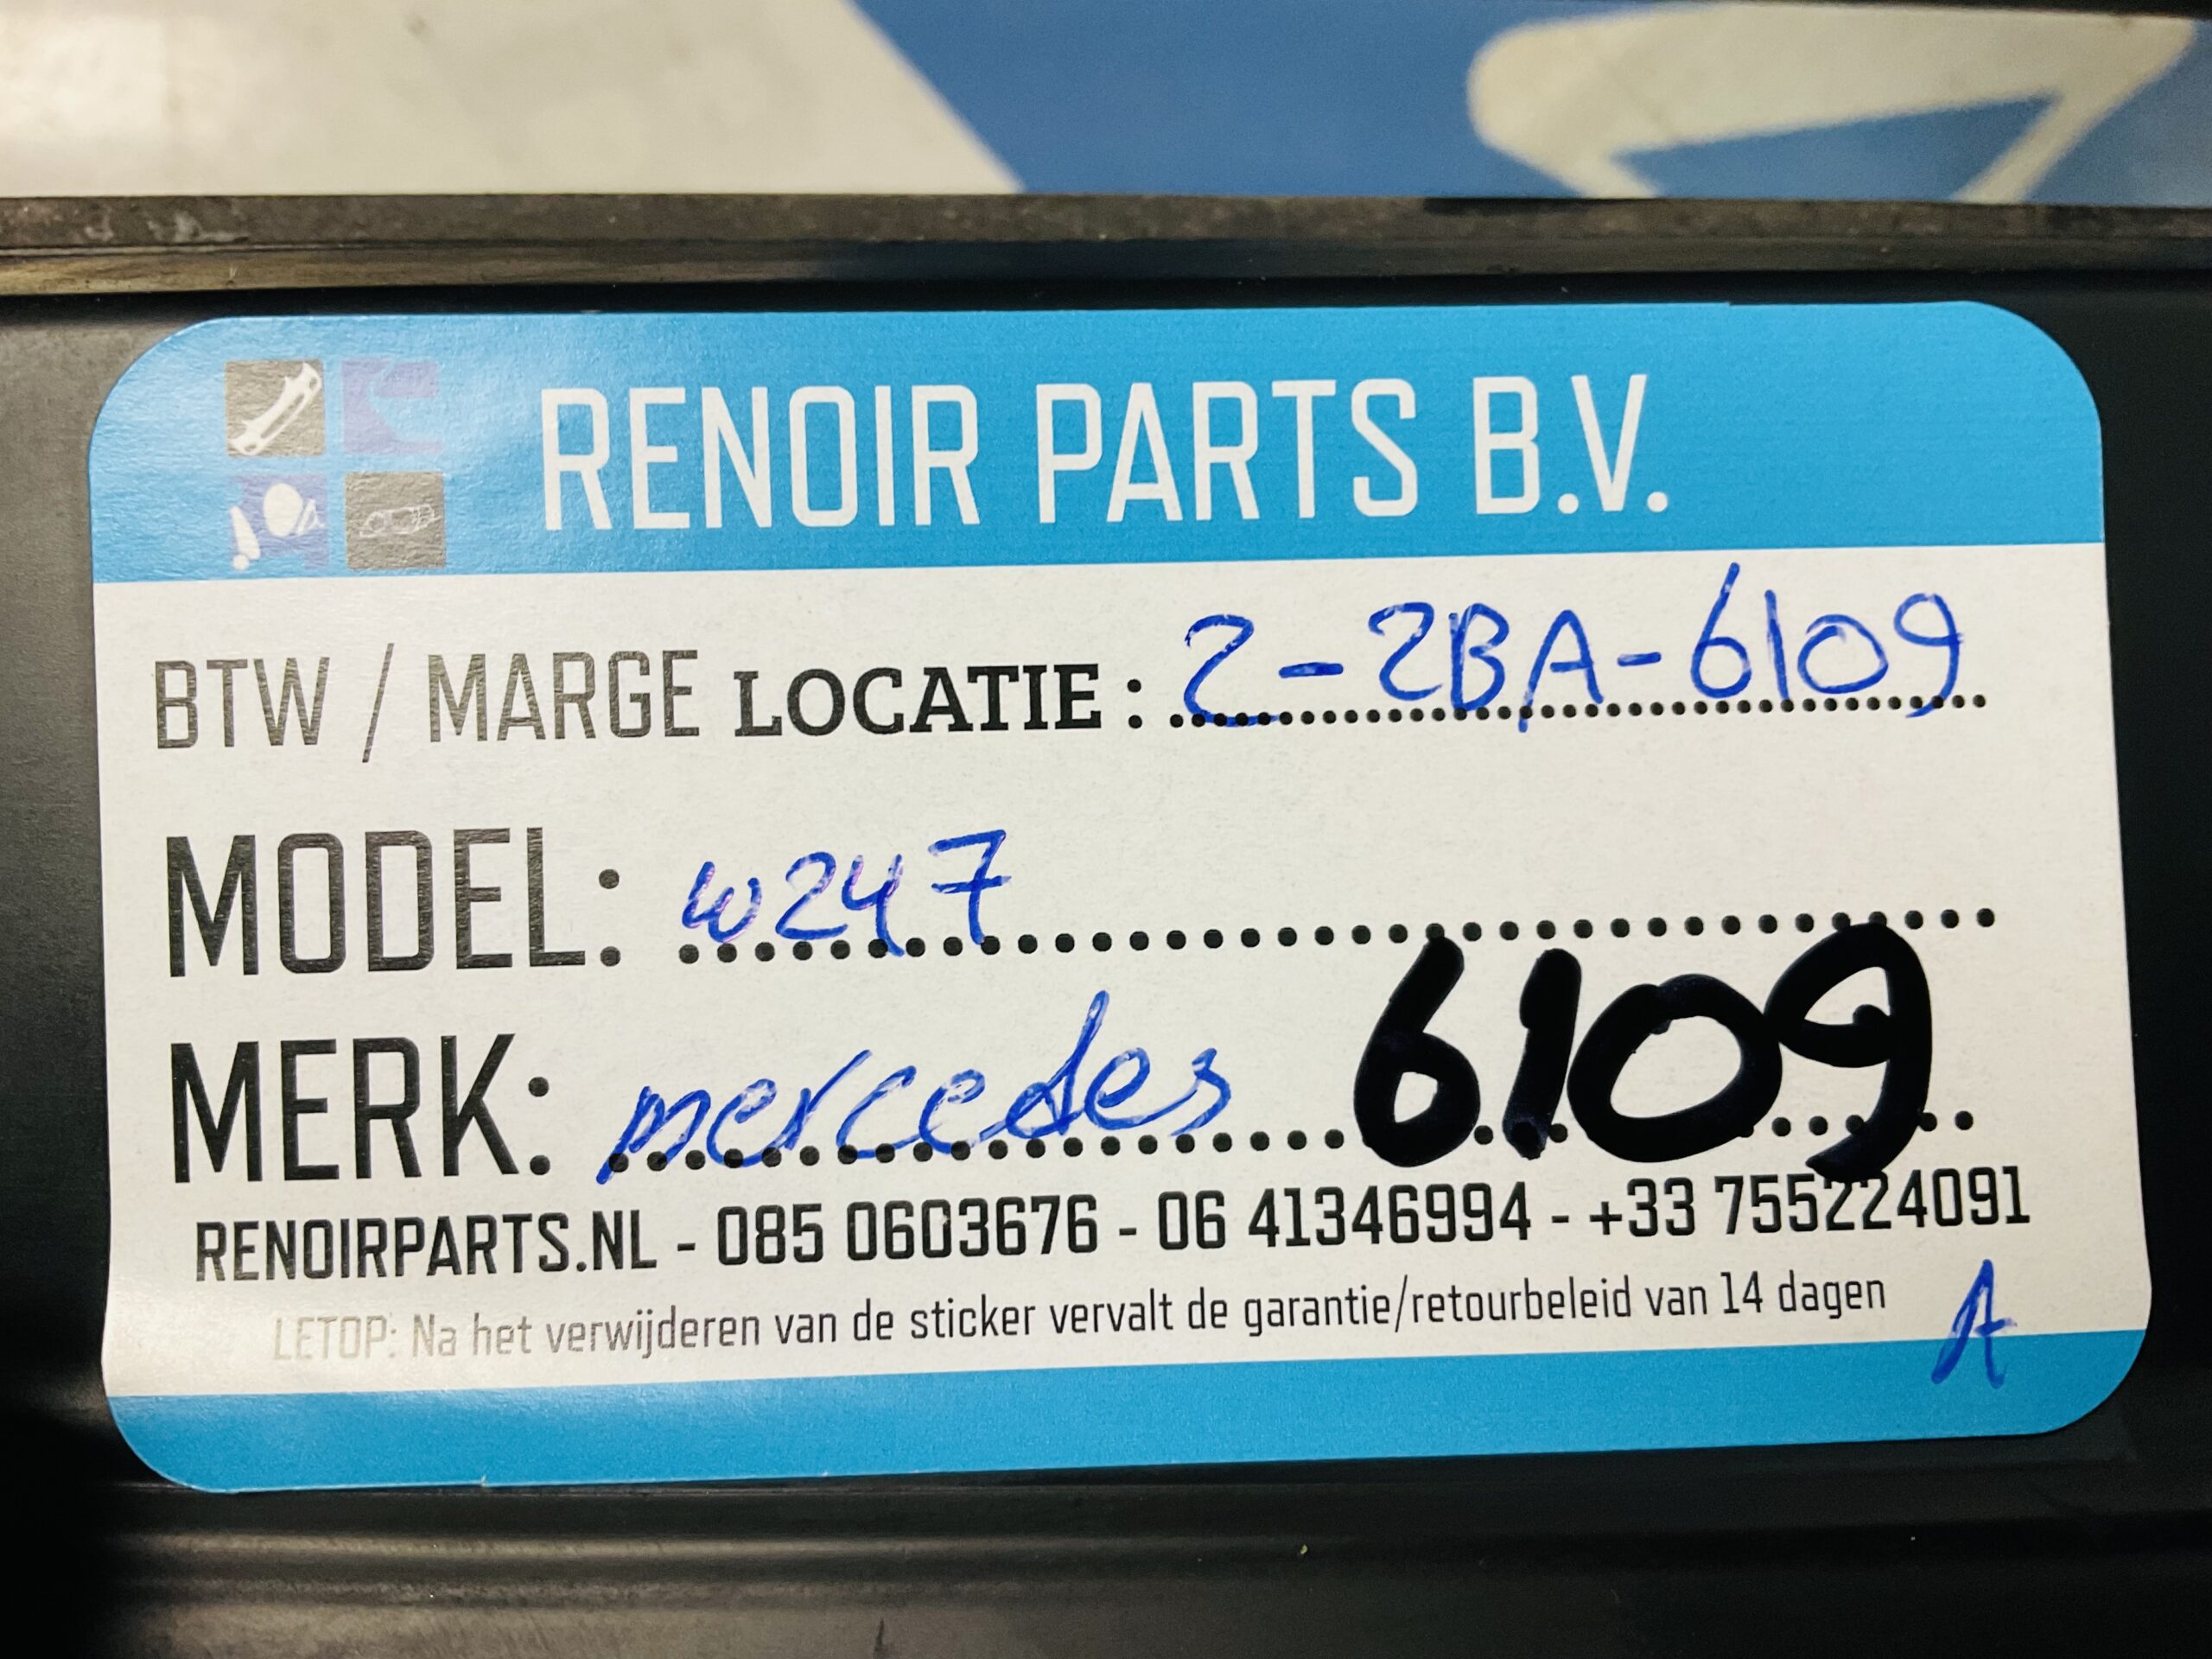 RENOIR PARTS B.V.
BTW / MARGE LOCATIE : 2-2BA-6109
MODEL: w247
MERK: mercedes 6109
RENOIRPARTS.NL - 085 0603676 - 06 41346994 - +33 755224091
LETOP: Na het verwijderen van de sticker vervalt de garantie/retourbeleid van 14 dagen A